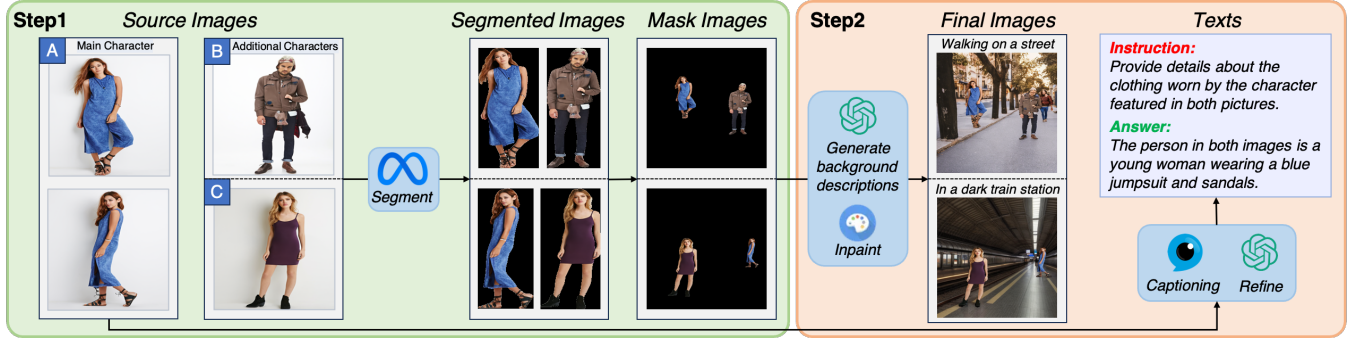 Step1
Source Images
Segmented Images
Mask Images
A
Main Character
B
Additional Characters
C
Segment
Step2
Final Images
Texts
Walking on a street
In a dark train station
Generate
background
descriptions
Inpaint
Instruction:
Provide details about the
clothing worn by the character
featured in both pictures.
Answer:
The person in both images is a
young woman wearing a blue
jumpsuit and sandals.
Captioning
Refine